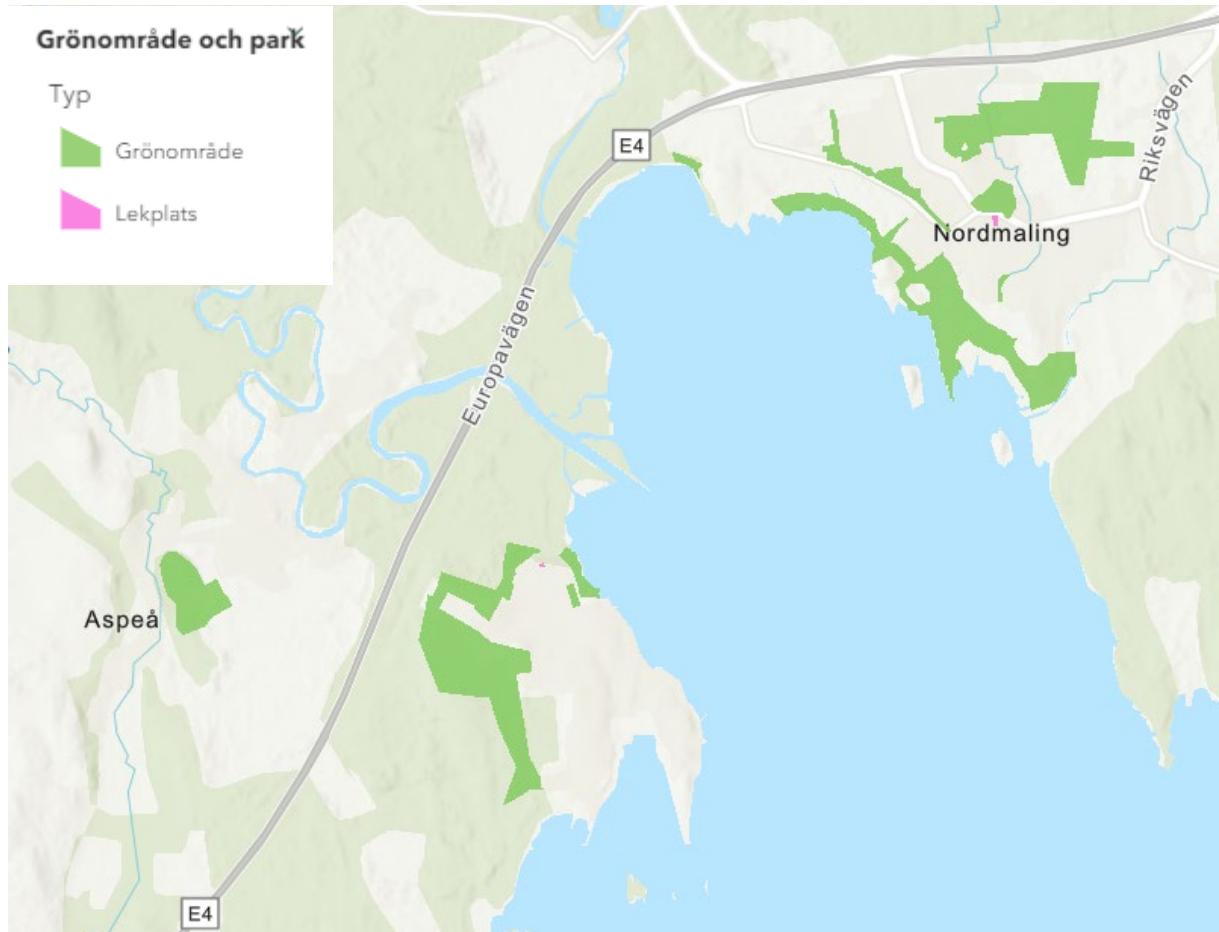 Grönområde och park
Typ
Grönområde
Lekplats
E4
Riksvägen
Nordmaling
Europavägen
Aspeå
E4